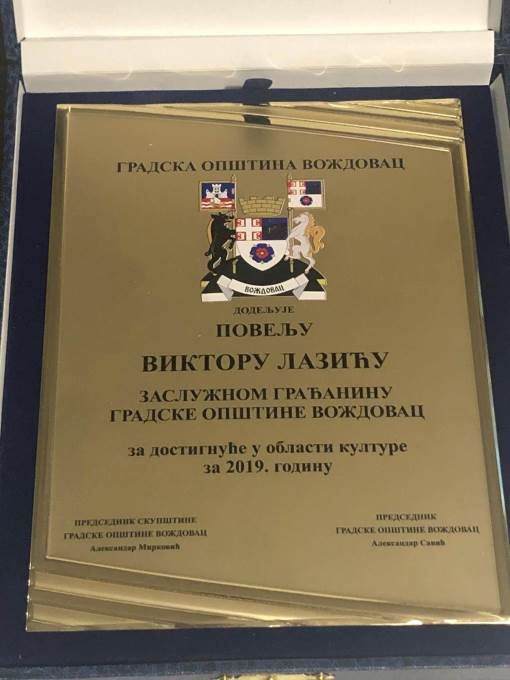 ГРАДСКА ОПШТИНА ВОЖДОВАЦ
ВОЖДОВАЦ
ДОДЕЉУЈЕ
ПОВЕЉУ
ВИКТОРУ ЛАЗИЋУ
ЗАСЛУЖНОМ ГРАЂАНИНУ
ГРАДСКЕ ОПШТИНЕ ВОЖДОВАЦ
за достигнуће у области културе
за 2019. годину
ПРЕДСЕДНИК СКУПШТИНЕ
ГРАДСКЕ ОПШТИНЕ ВОЖДОВАЦ
Александар Мирковић
ПРЕДСЕДНИК
ГРАДСКЕ ОПШТИНЕ ВОЖДОВАЦ
Александар Савић